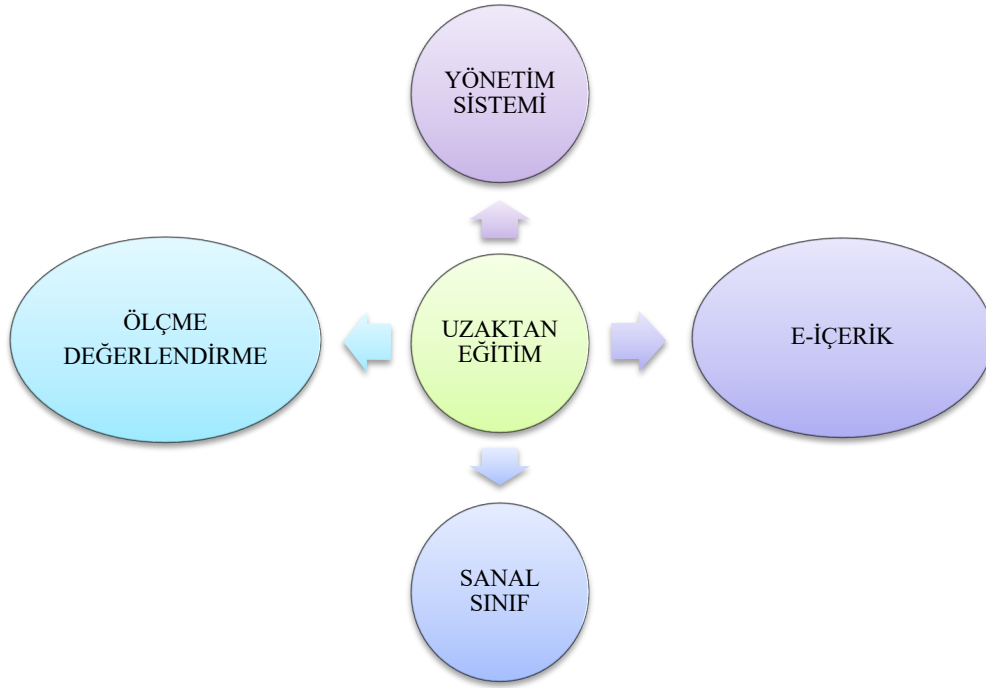 YÖNETİM
SİSTEMİ
ÖLÇME
DEĞERLENDİRME
UZAKTAN
EĞİTİM
E-İÇERİK
SANAL
SINIF